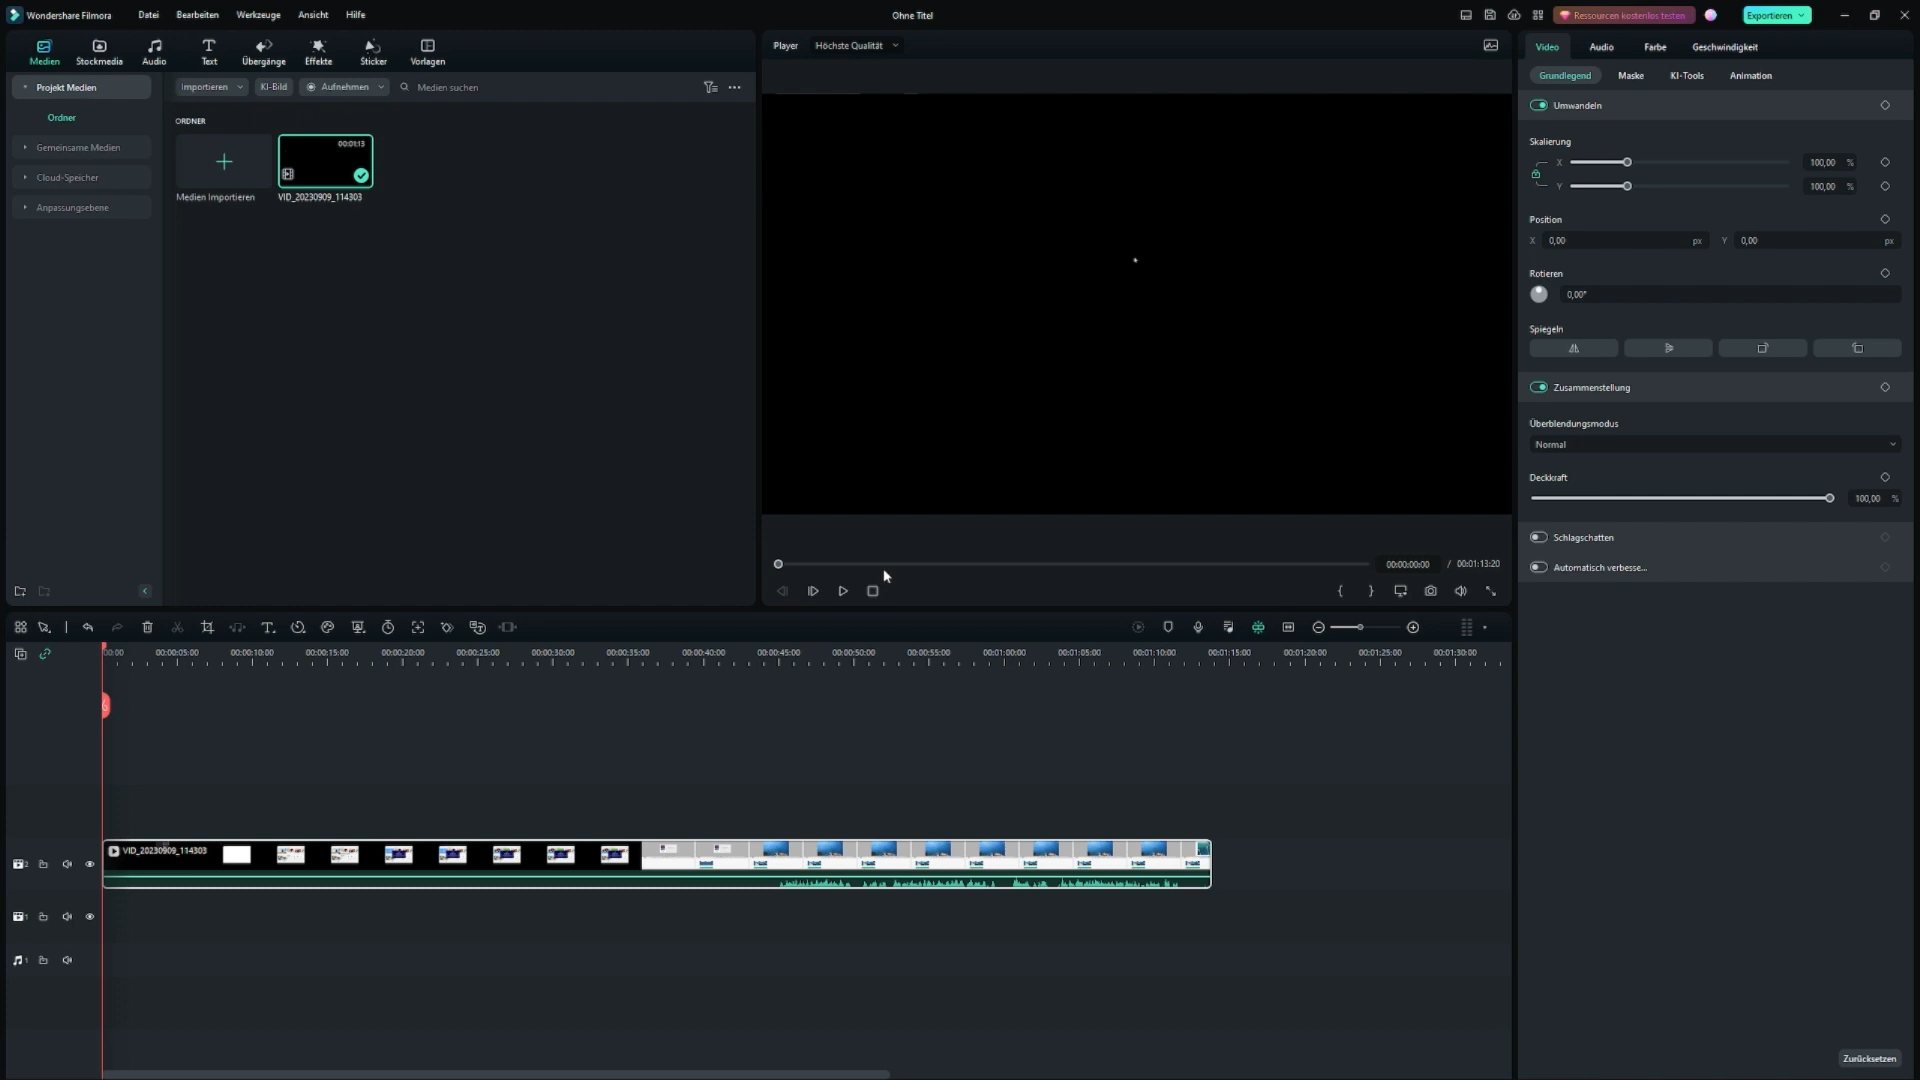 Wondershare Filmora Datei Bearbeiten Werkzeuge Ansicht Hilfe Ohne Titel Ressourcen kostenlos testen Exportieren
Medien Stockmedia Audio Text Übergänge Effekte Sticker Vorlagen
Player Höchste Qualität
Video Audio Farbe Geschwindigkeit
Projekt Medien
Ordner
Gemeinsame Medien
Cloud-Speicher
Anpassungsebene
Importieren KI-Bild Aufnehmen Medien suchen
ORDNER
00:01:13
Medien Importieren VID_20230909_114303
00:00:00:00 / 00:01:13:20
Grundlegend Maske KI-Tools Animation
Umwandeln
Skalierung
X 100,00 %
Y 100,00 %
Position
X 0,00 px Y 0,00 px
Rotieren
0,00°
Spiegeln
Zusammenstellung
Überblendungsmodus
Normal
Deckkraft
100,00 %
Schlagschatten
Automatisch verbesse...
Zurücksetzen
00:00 00:00:05:00 00:00:10:00 00:00:15:00 00:00:20:00 00:00:25:00 00:00:30:00 00:00:35:00 00:00:40:00 00:00:45:00 00:00:50:00 00:00:55:00 00:01:00:00 00:01:05:00 00:01:10:00 00:01:15:00 00:01:20:00 00:01:25:00 00:01:30:00
2 VID_20230909_114303
1
1